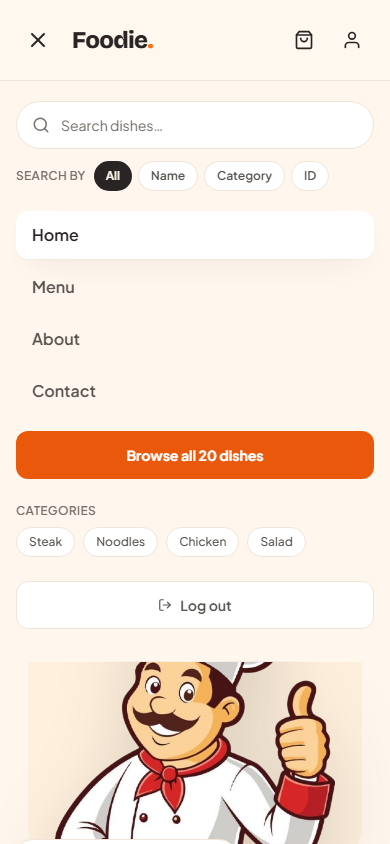 Foodie.
Search dishes...
SEARCH BY All Name Category ID
Home
Menu
About
Contact
Browse all 20 dishes
CATEGORIES
Steak Noodles Chicken Salad
Log out